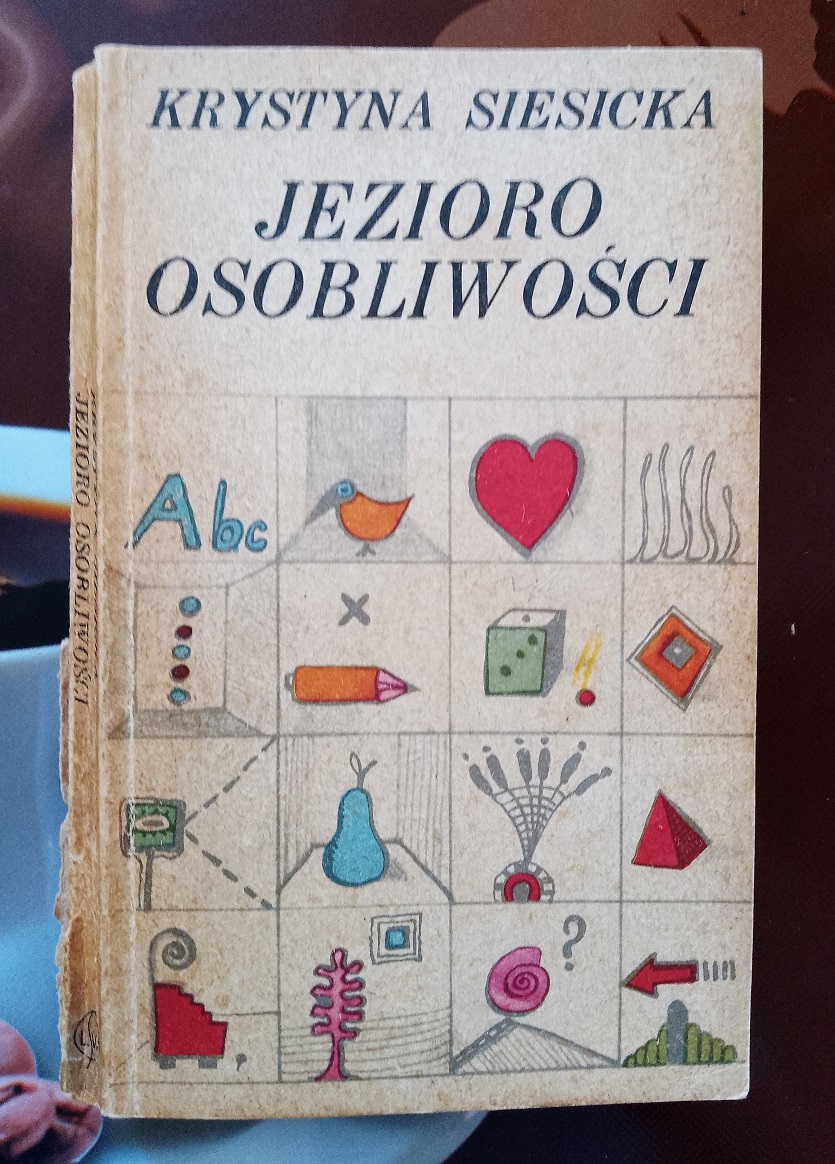 KRYSTYNA SIESICKA
JEZIORO
OSOBLIWOŚCI
Abc
x
?
JEZIORO OSOBLIWOŚCI